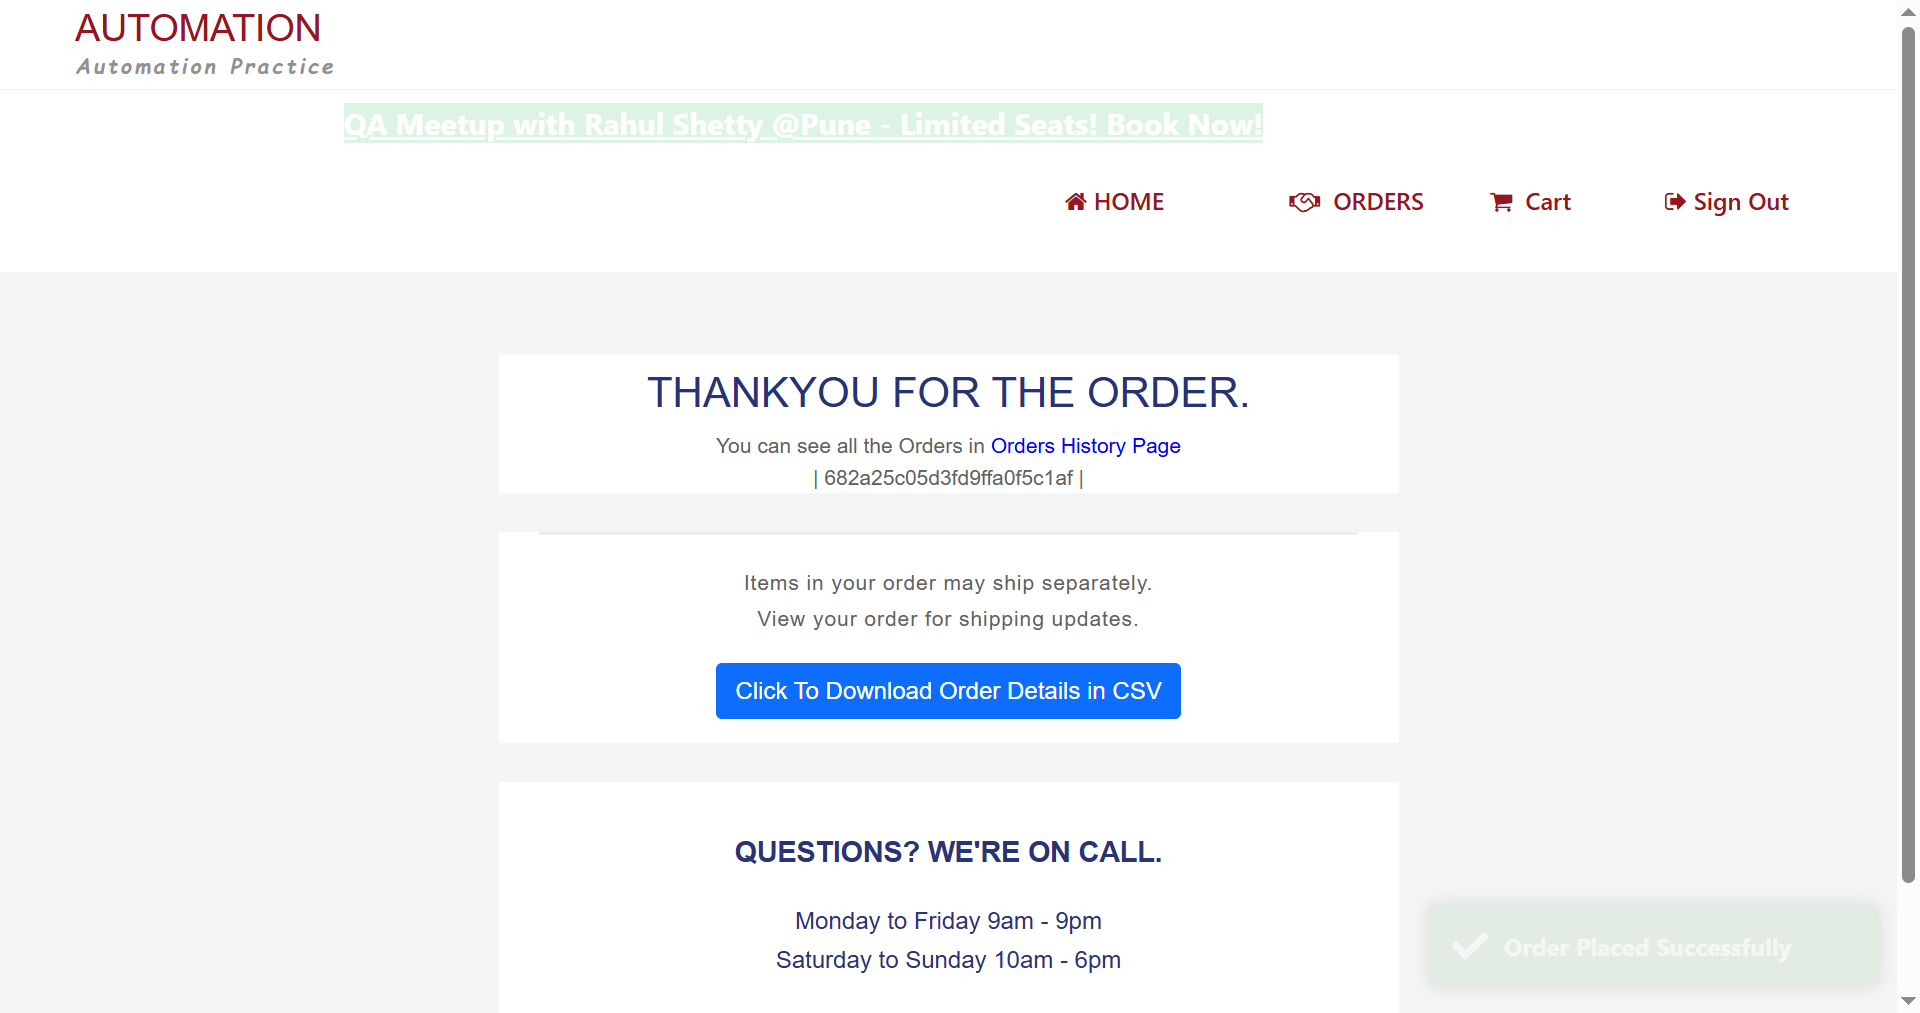 AUTOMATION
Automation Practice
QA Meetup with Rahul Shetty @Pune - Limited Seats! Book Now!
HOME
ORDERS
Cart
Sign Out
THANKYOU FOR THE ORDER.
You can see all the Orders in Orders History Page
| 682a25c05d3fd9ffa0f5c1af |
Items in your order may ship separately.
View your order for shipping updates.
Click To Download Order Details in CSV
QUESTIONS? WE'RE ON CALL.
Monday to Friday 9am - 9pm
Saturday to Sunday 10am - 6pm
Order Placed Successfully